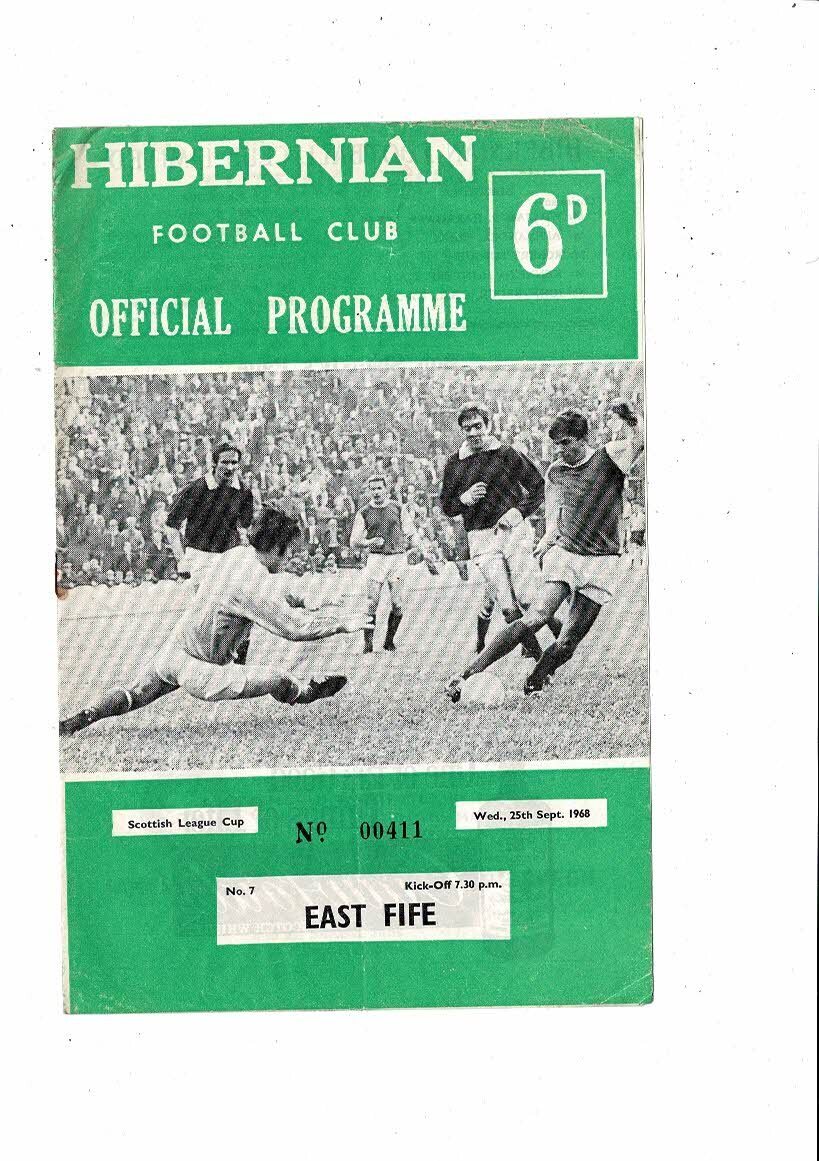 HIBERNIAN
FOOTBALL CLUB
6D
OFFICIAL PROGRAMME
Scottish League Cup
Nº 00411
Wed., 25th Sept. 1968
No. 7
Kick-Off 7.30 p.m.
EAST FIFE